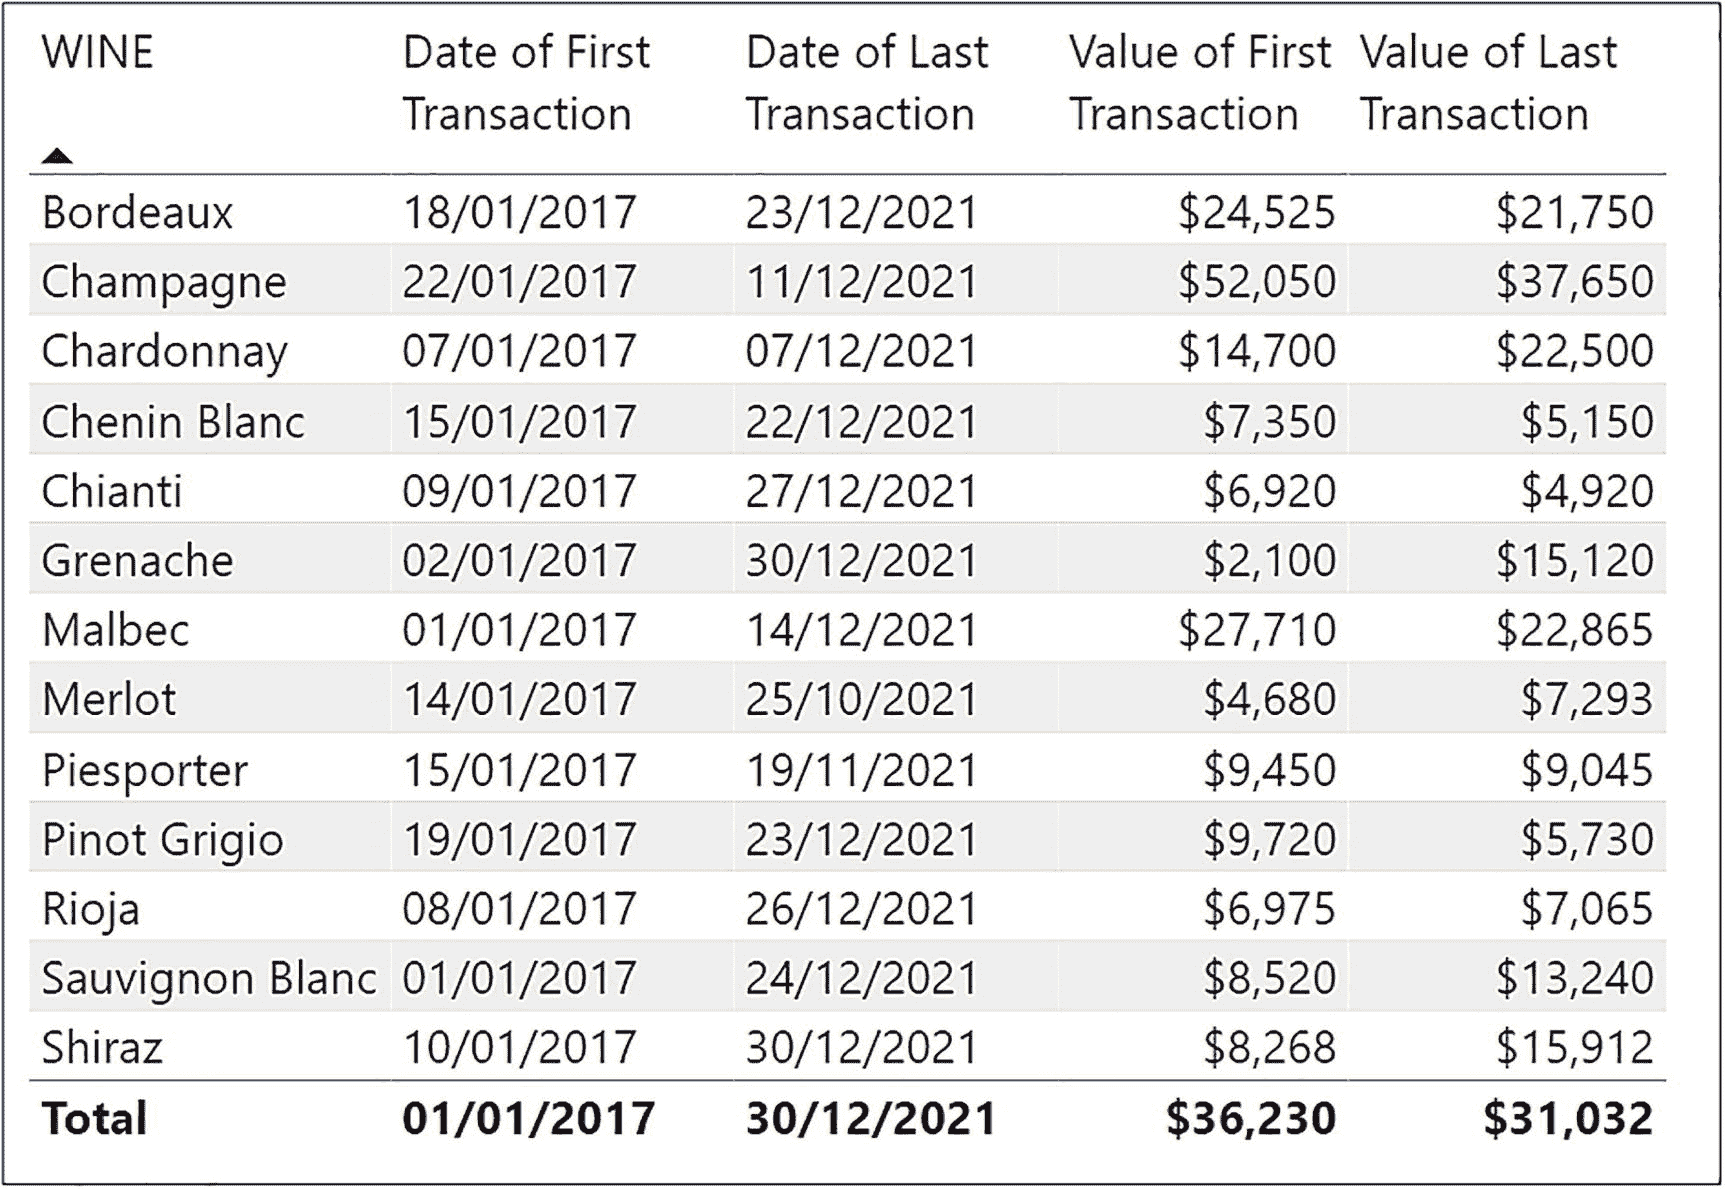 WINE Date of First Transaction Date of Last Transaction Value of First Transaction Value of Last Transaction
Bordeaux 18/01/2017 23/12/2021 $24,525 $21,750
Champagne 22/01/2017 11/12/2021 $52,050 $37,650
Chardonnay 07/01/2017 07/12/2021 $14,700 $22,500
Chenin Blanc 15/01/2017 22/12/2021 $7,350 $5,150
Chianti 09/01/2017 27/12/2021 $6,920 $4,920
Grenache 02/01/2017 30/12/2021 $2,100 $15,120
Malbec 01/01/2017 14/12/2021 $27,710 $22,865
Merlot 14/01/2017 25/10/2021 $4,680 $7,293
Piesporter 15/01/2017 19/11/2021 $9,450 $9,045
Pinot Grigio 19/01/2017 23/12/2021 $9,720 $5,730
Rioja 08/01/2017 26/12/2021 $6,975 $7,065
Sauvignon Blanc 01/01/2017 24/12/2021 $8,520 $13,240
Shiraz 10/01/2017 30/12/2021 $8,268 $15,912
Total 01/01/2017 30/12/2021 $36,230 $31,032